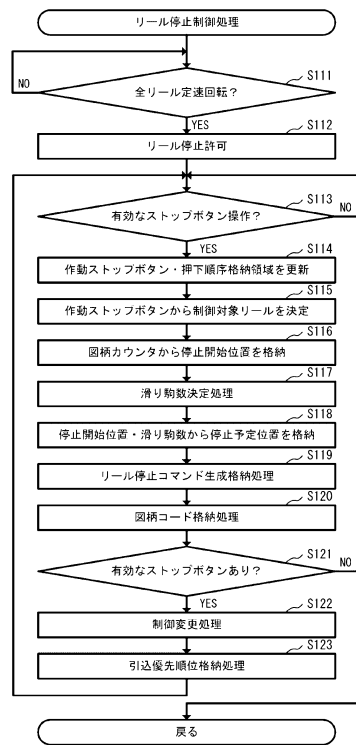 リール停止制御処理
S111
全リール定速回転？
NO
YES
S112
リール停止許可
S113
有効なストップボタン操作？
NO
YES
S114
作動ストップボタン・押下順序格納領域を更新
S115
作動ストップボタンから制御対象リールを決定
S116
図柄カウンタから停止開始位置を格納
S117
滑り駒数決定処理
S118
停止開始位置・滑り駒数から停止予定位置を格納
S119
リール停止コマンド生成格納処理
S120
図柄コード格納処理
S121
有効なストップボタンあり？
NO
YES
S122
制御変更処理
S123
引込優先順位格納処理
戻る